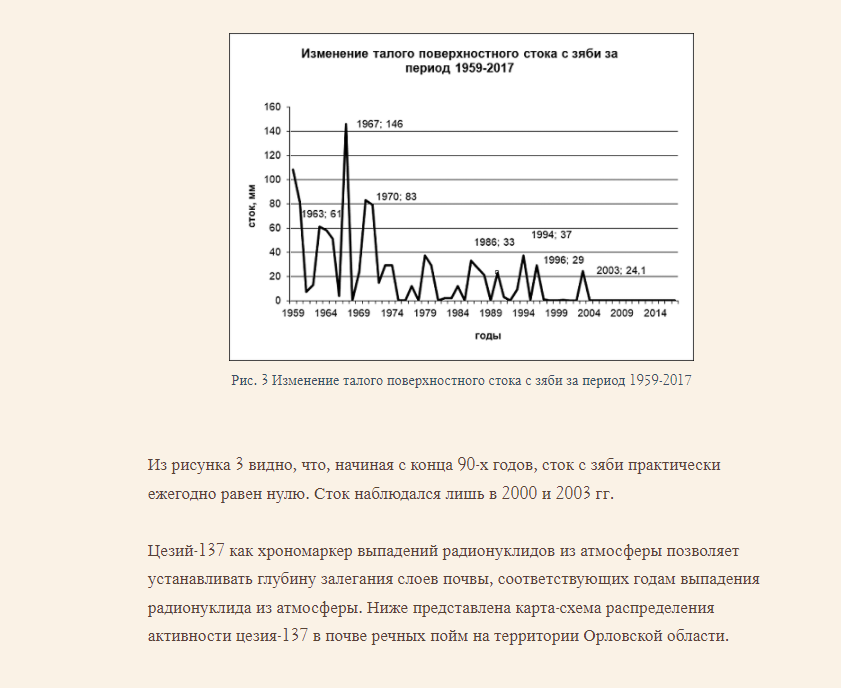 Изменение талого поверхностного стока с зяби за
период 1959-2017
160
140
120
100
80
60
40
20
0
сток, мм
1967; 146
1970; 83
1963; 61
1994; 37
1986; 33
1996; 29
2003; 24,1
1959 1964 1969 1974 1979 1984 1989 1994 1999 2004 2009 2014
годы
Рис. 3 Изменение талого поверхностного стока с зяби за период 1959-2017
Из рисунка 3 видно, что, начиная с конца 90-х годов, сток с зяби практически
ежегодно равен нулю. Сток наблюдался лишь в 2000 и 2003 гг.
Цезий-137 как хрономаркер выпадений радионуклидов из атмосферы позволяет
устанавливать глубину залегания слоев почвы, соответствующих годам выпадения
радионуклида из атмосферы. Ниже представлена карта-схема распределения
активности цезия-137 в почве речных пойм на территории Орловской области.